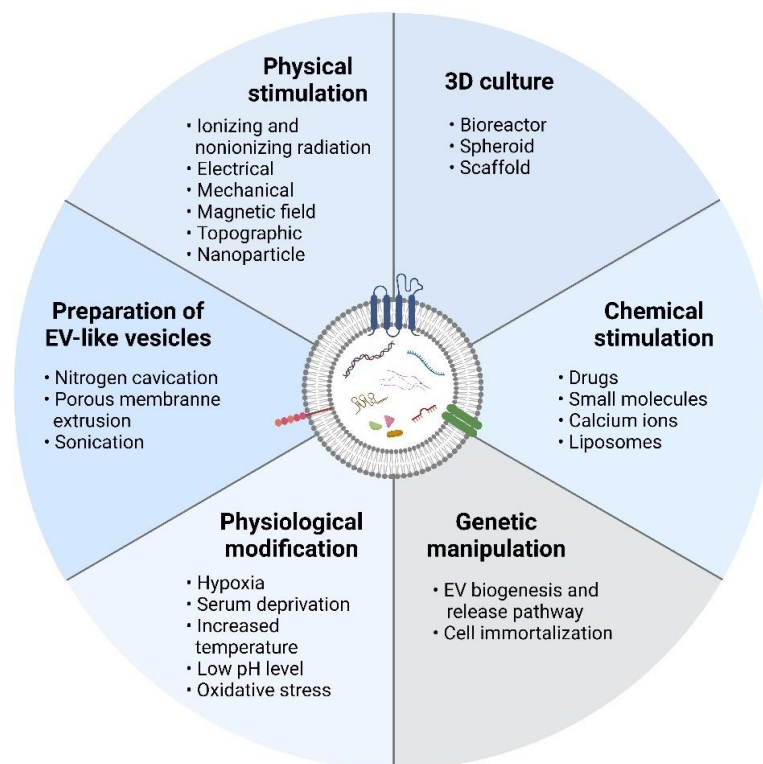 Physical
stimulation
• Ionizing and
nonionizing radiation
• Electrical
• Mechanical
• Magnetic field
• Topographic
• Nanoparticle
3D culture
• Bioreactor
• Spheroid
• Scaffold
Preparation of
EV-like vesicles
• Nitrogen cavication
• Porous membranne
extrusion
• Sonication
Chemical
stimulation
• Drugs
• Small molecules
• Calcium ions
• Liposomes
Physiological
modification
• Hypoxia
• Serum deprivation
• Increased
temperature
• Low pH level
• Oxidative stress
Genetic
manipulation
• EV biogenesis and
release pathway
• Cell immortalization